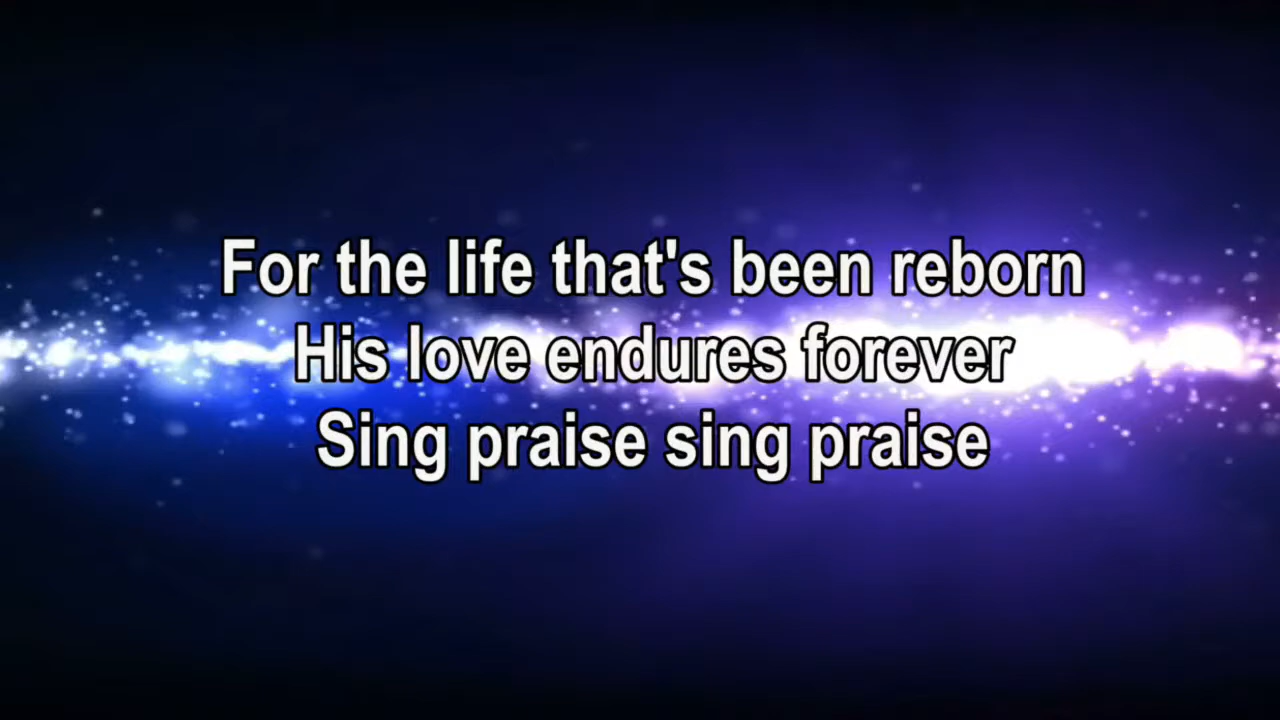 For the life that's been reborn
His love endures forever
Sing praise sing praise